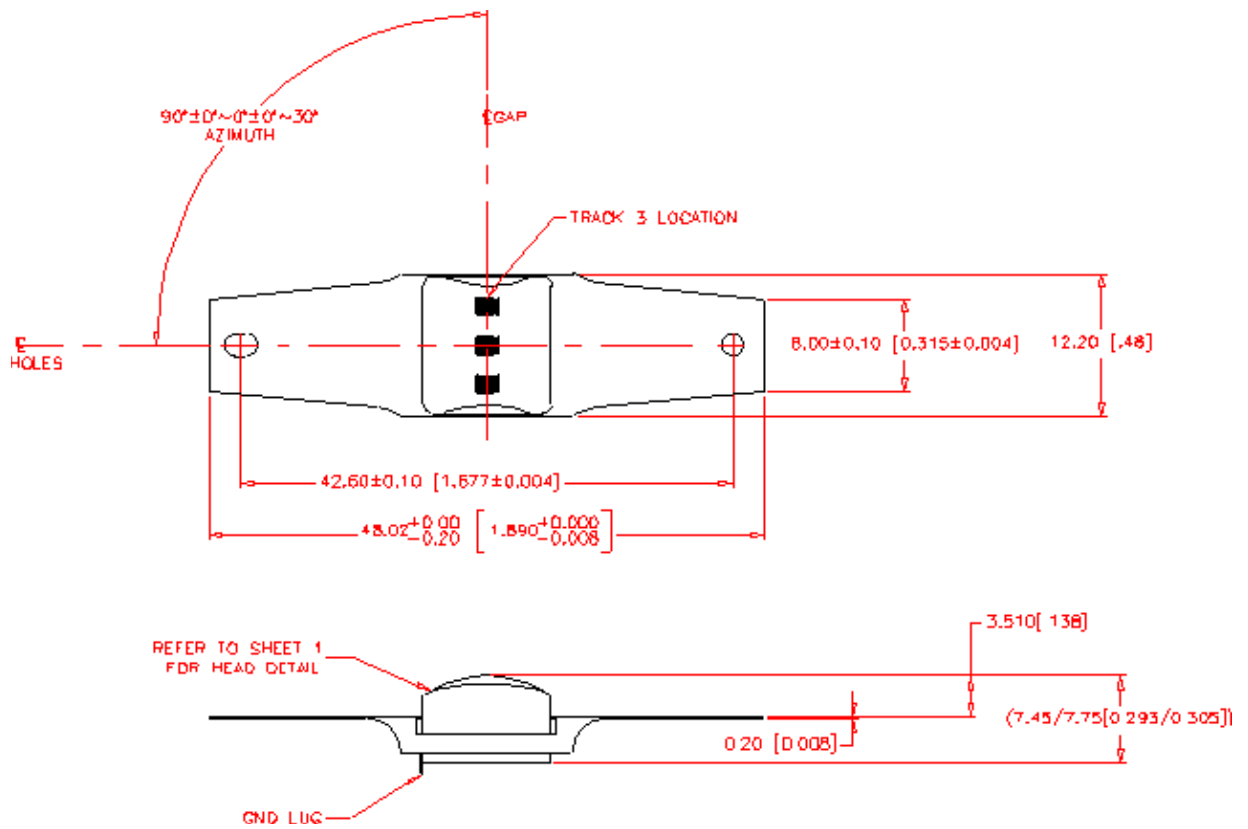 90°±0°~0°±0°~30°
AZIMUTH
℄GAP
TRACK 3 LOCATION
℄
HOLES
8.00±0.10 [0.315±0.004]
12.20 [.48]
42.60±0.10 [1.677±0.004]
48.02+0.00 -0.20 [1.890+0.000 -0.008]
3.510[ 138]
REFER TO SHEET 1
FOR HEAD DETAIL
(7.45/7.75[0 293/0 305])
0 20 [0 008]
GND LUG